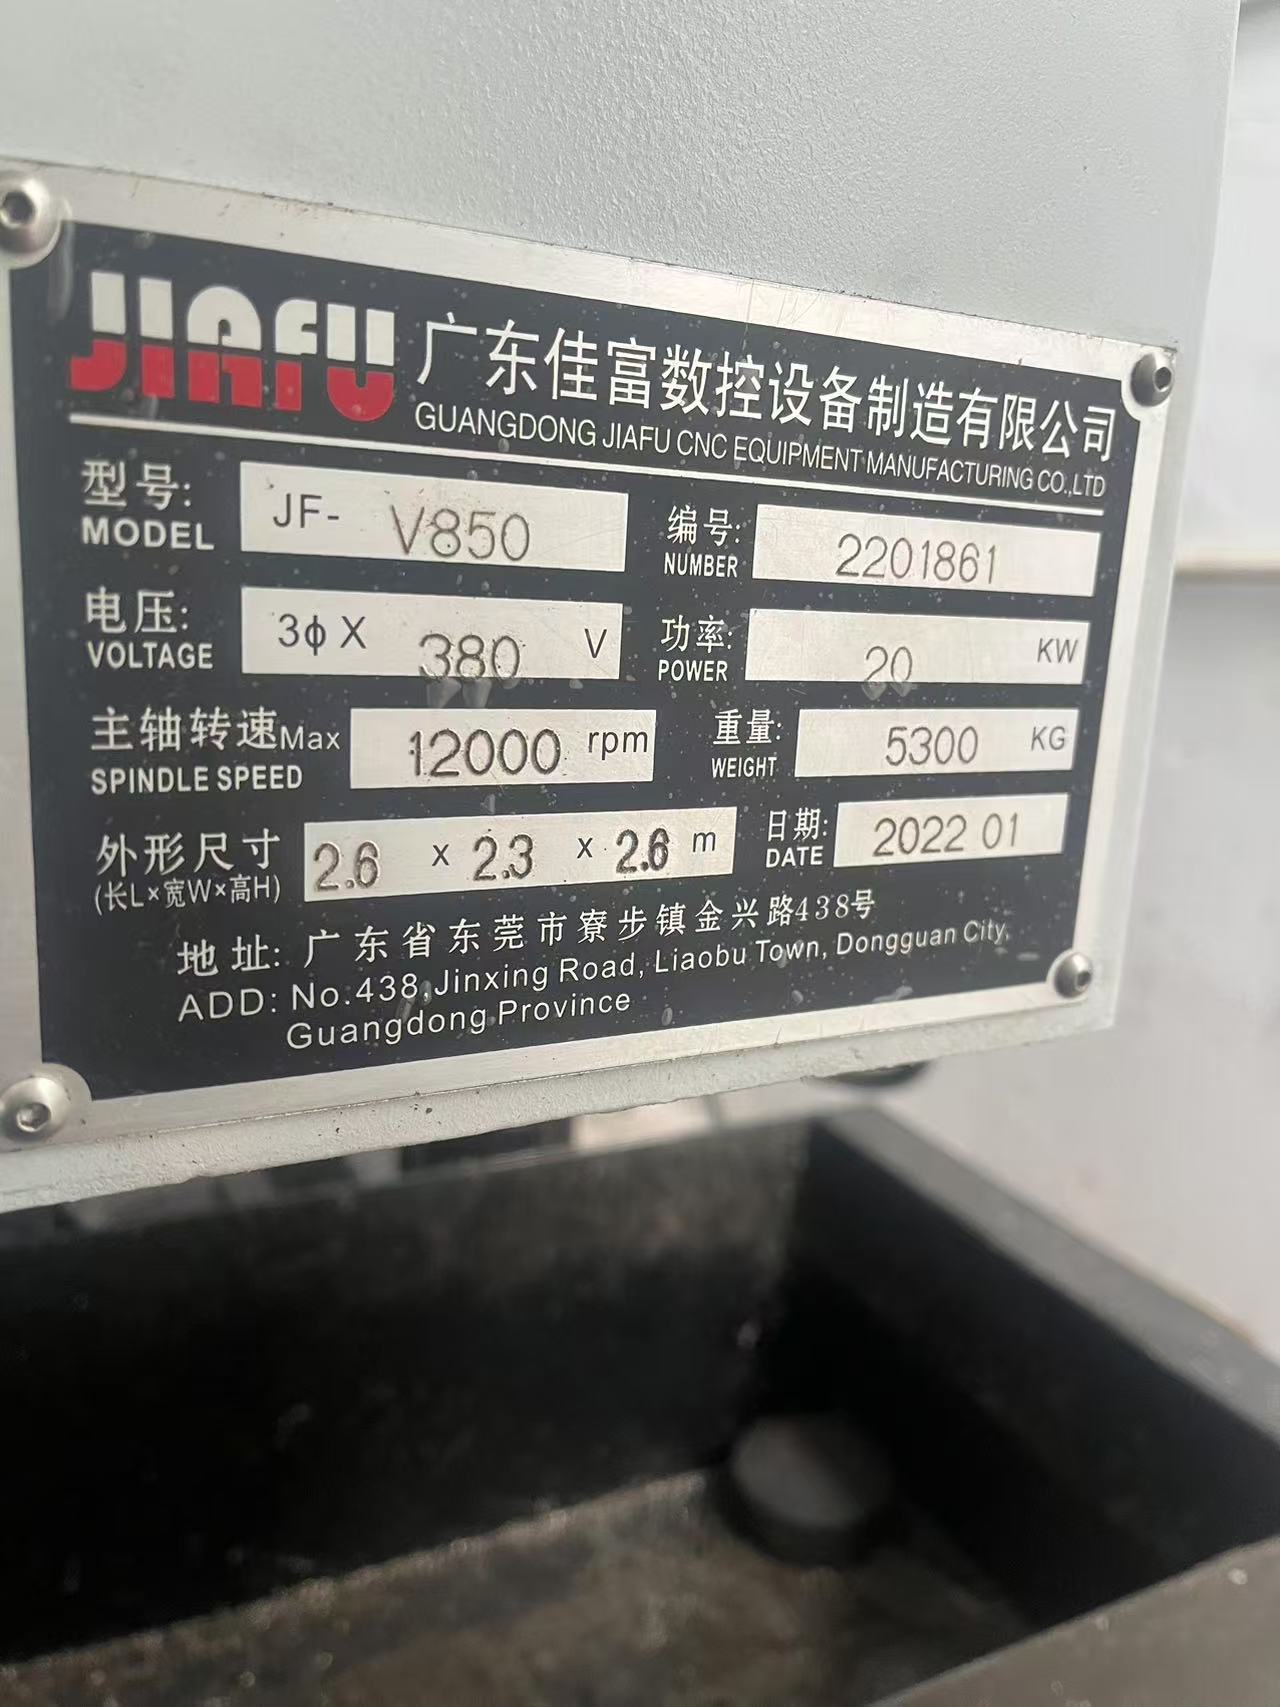 JIAFU 广东佳富数控设备制造有限公司
GUANGDONG JIAFU CNC EQUIPMENT MANUFACTURING CO.,LTD
型号: JF- V850 编号: 2201861
MODEL NUMBER
电压: 3ϕ X 380 V 功率: 20 KW
VOLTAGE POWER
主轴转速Max 12000 rpm 重量: 5300 KG
SPINDLE SPEED WEIGHT
外形尺寸 2.6 x 2.3 x 2.6 m 日期: 2022 01
(长L×宽W×高H) DATE
地址: 广东省东莞市寮步镇金兴路438号
ADD: No.438,Jinxing Road, Liaobu Town, Dongguan City,
Guangdong Province